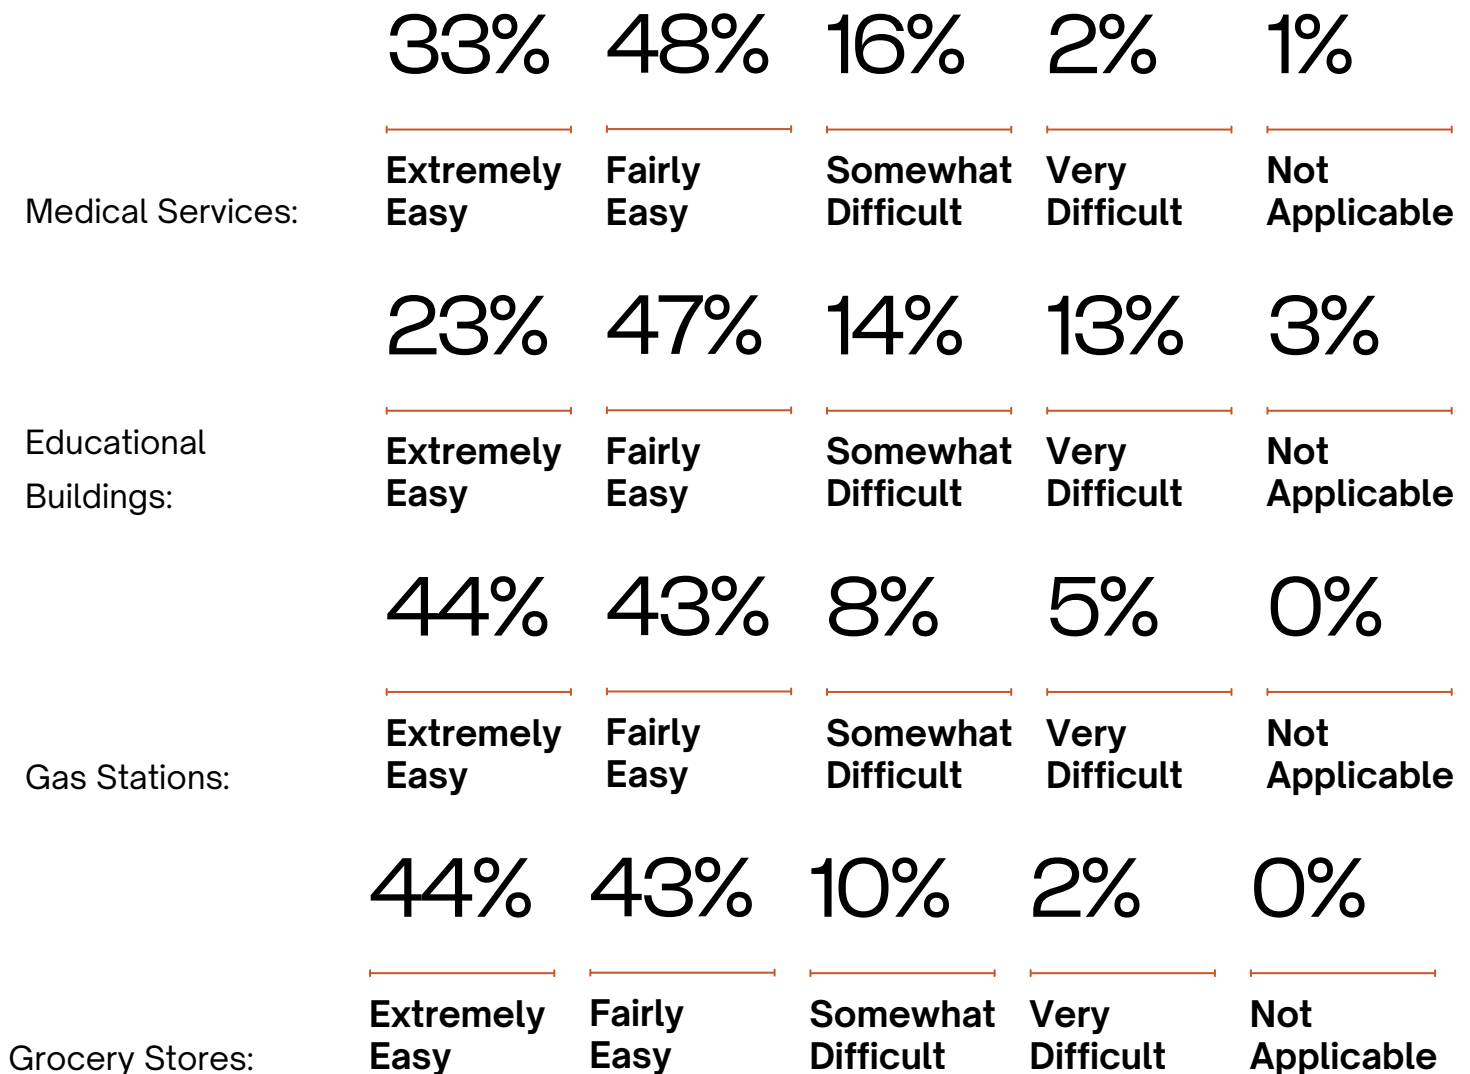 33% 48% 16% 2% 1%
Extremely Fairly Somewhat Very Not
Medical Services: Easy Easy Difficult Difficult Applicable
23% 47% 14% 13% 3%
Educational Extremely Fairly Somewhat Very Not
Buildings: Easy Easy Difficult Difficult Applicable
44% 43% 8% 5% 0%
Extremely Fairly Somewhat Very Not
Gas Stations: Easy Easy Difficult Difficult Applicable
44% 43% 10% 2% 0%
Extremely Fairly Somewhat Very Not
Grocery Stores: Easy Easy Difficult Difficult Applicable